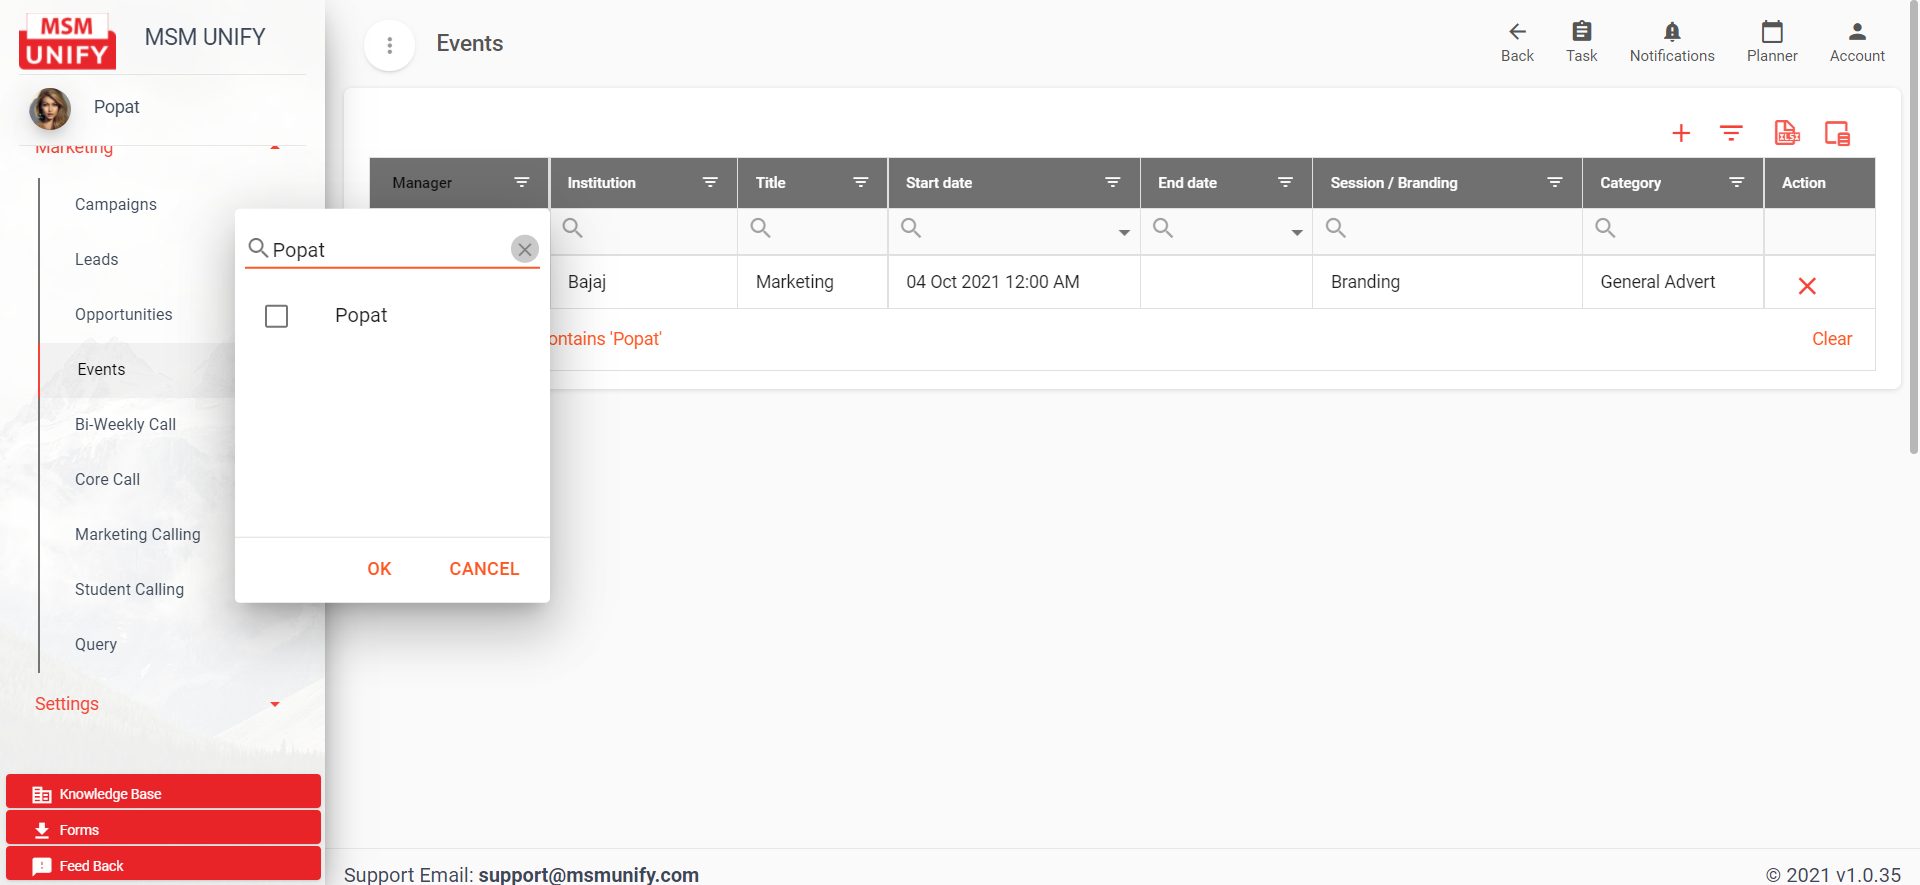 MSM
UNIFY
MSM UNIFY
Popat
Marketing
Campaigns
Leads
Opportunities
Events
Bi-Weekly Call
Core Call
Marketing Calling
Student Calling
Query
Settings
Knowledge Base
Forms
Feed Back
Events
Back
Task
Notifications
Planner
Account
Manager
Institution
Title
Start date
End date
Session / Branding
Category
Action
Bajaj
Marketing
04 Oct 2021 12:00 AM
Branding
General Advert
ontains 'Popat'
Clear
Popat
Popat
OK
CANCEL
Support Email: support@msmunify.com
© 2021 v1.0.35